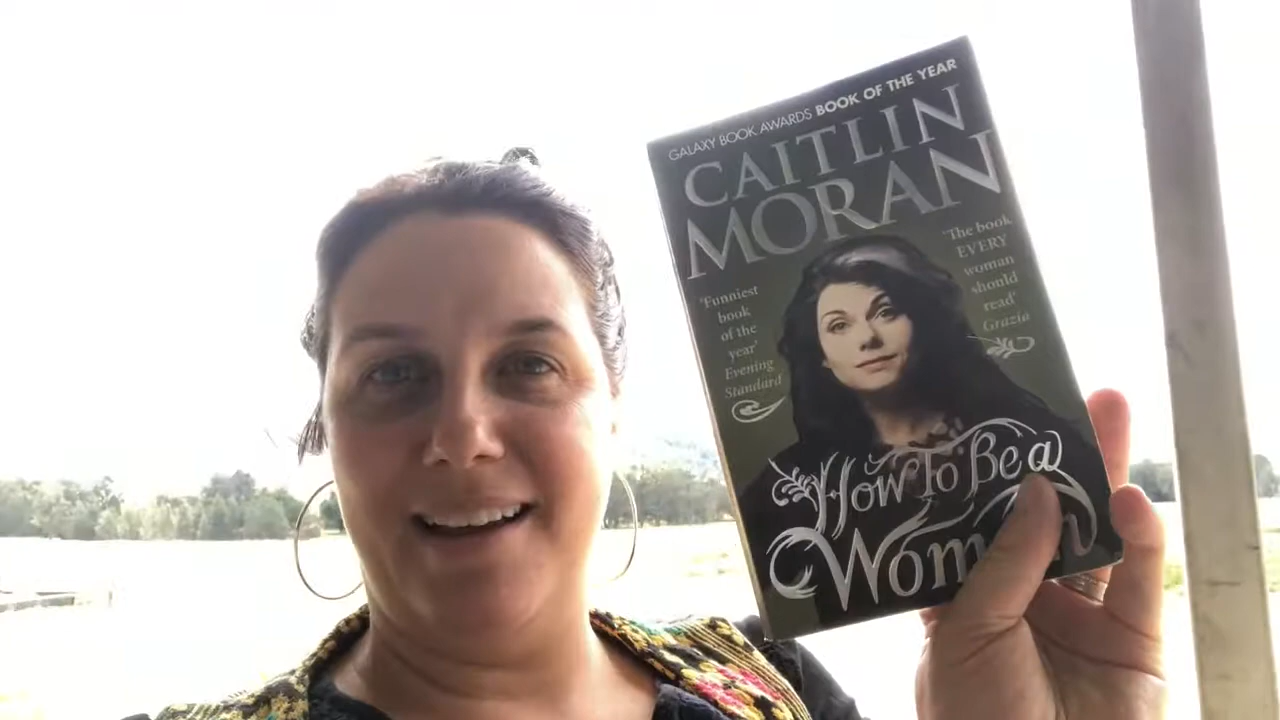 GALAXY BOOK AWARDS BOOK OF THE YEAR
CAITLIN
MORAN
'Funniest
book
of the
year'
Evening
Standard
'The book
EVERY
woman
should
read'
Grazia
How To Be a
Woman